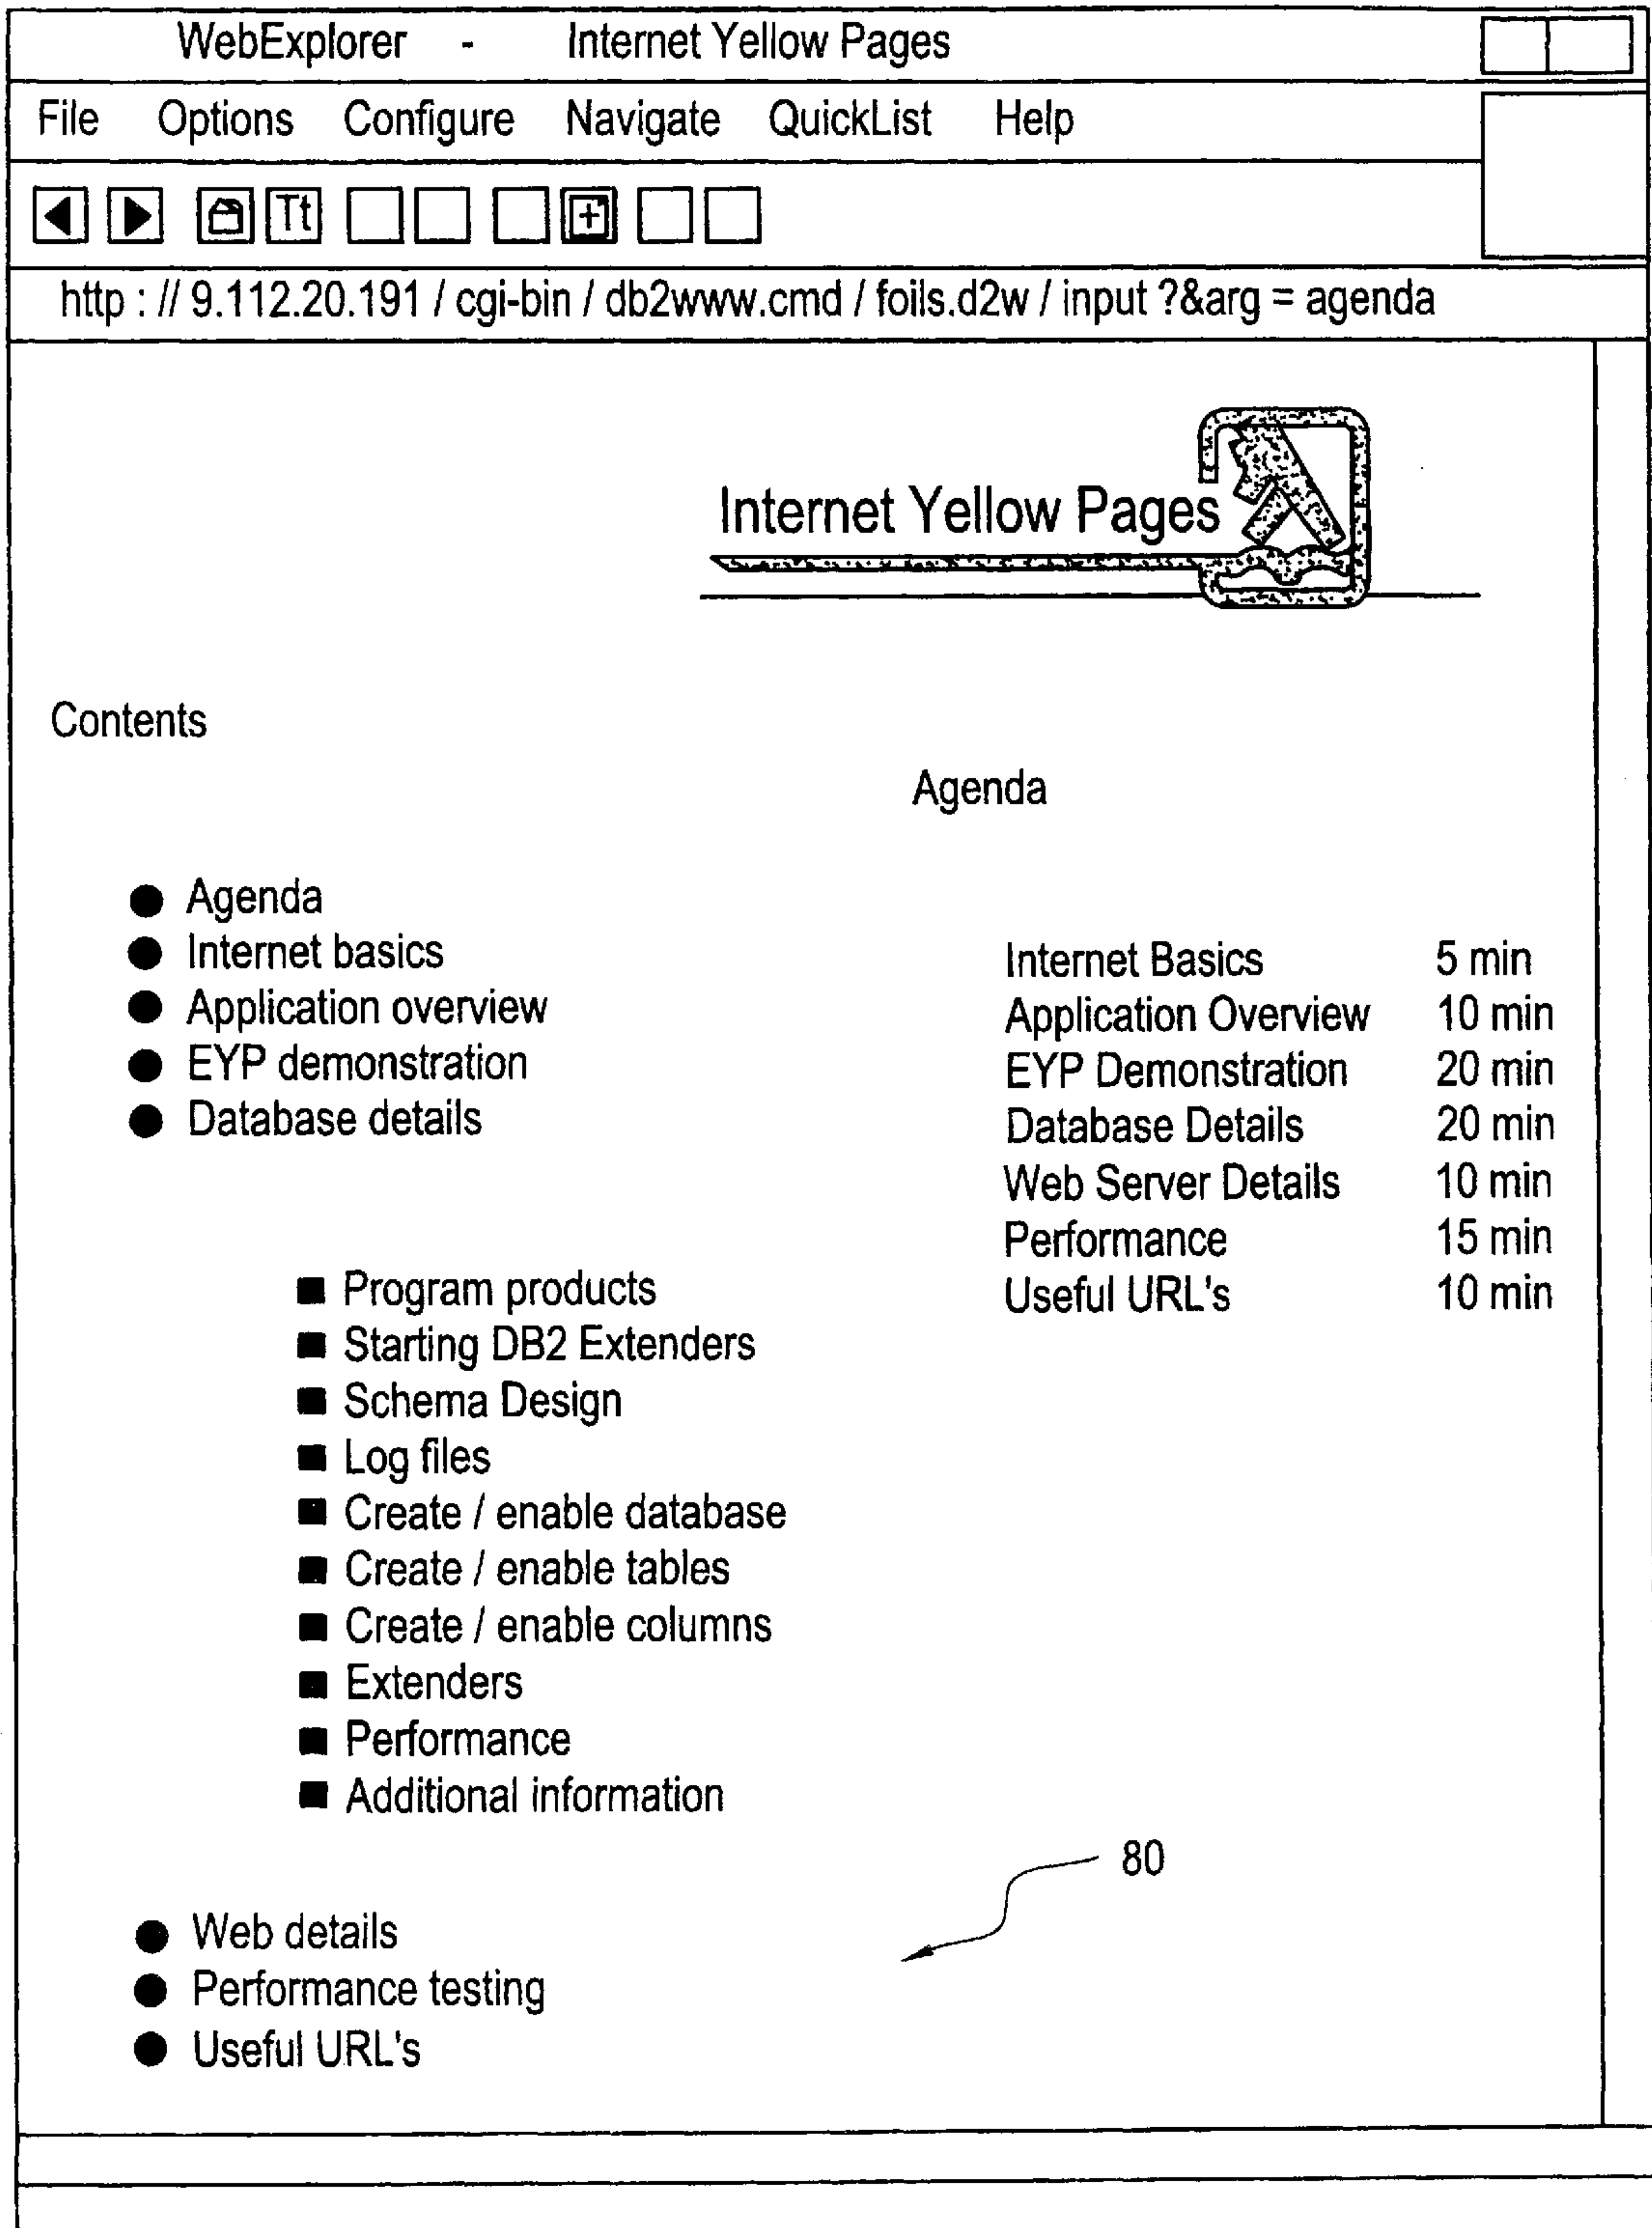 WebExplorer - Internet Yellow Pages
File Options Configure Navigate QuickList Help
Tt
http : // 9.112.20.191 / cgi-bin / db2www.cmd / foils.d2w / input ?&arg = agenda
Internet Yellow Pages
Contents
Agenda
● Agenda
● Internet basics
● Application overview
● EYP demonstration
● Database details
■ Program products
■ Starting DB2 Extenders
■ Schema Design
■ Log files
■ Create / enable database
■ Create / enable tables
■ Create / enable columns
■ Extenders
■ Performance
■ Additional information
● Web details
● Performance testing
● Useful URL's
Internet Basics 5 min
Application Overview 10 min
EYP Demonstration 20 min
Database Details 20 min
Web Server Details 10 min
Performance 15 min
Useful URL's 10 min
80